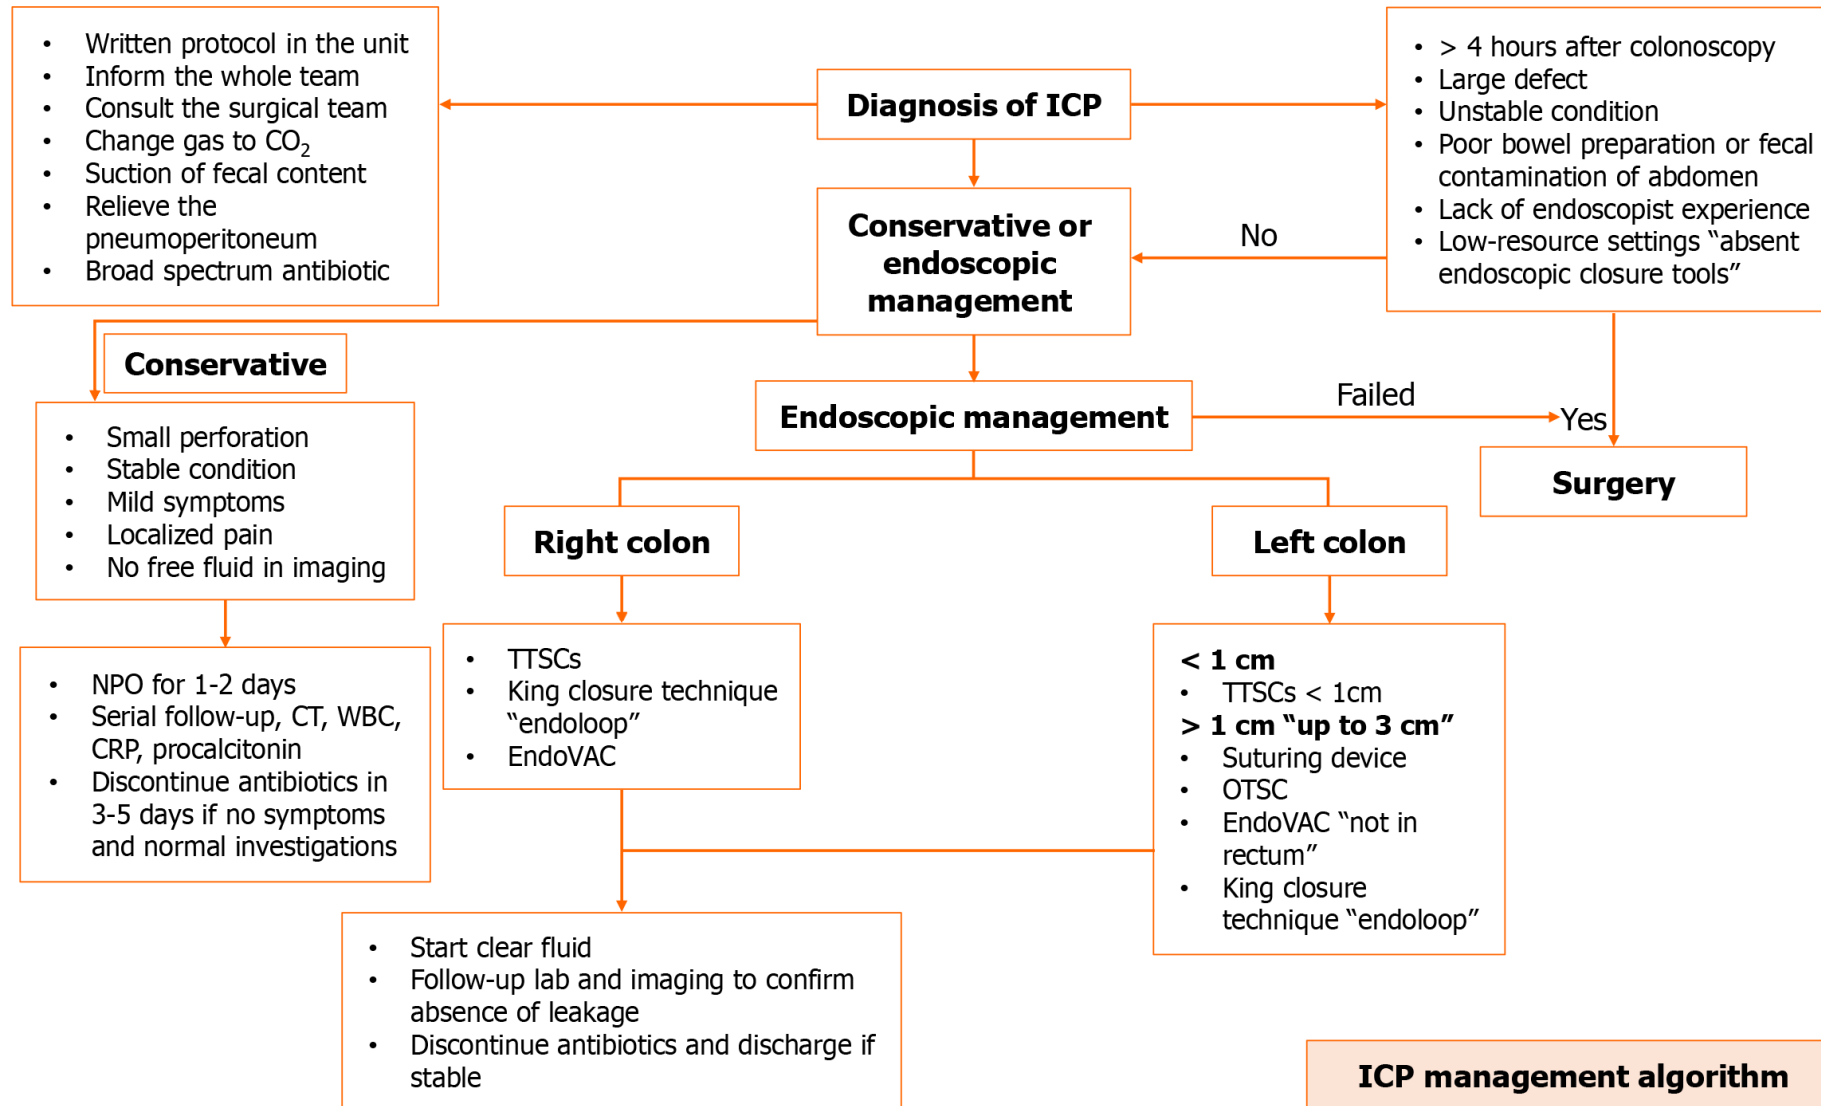 • Written protocol in the unit
• Inform the whole team
• Consult the surgical team
• Change gas to CO₂
• Suction of fecal content
• Relieve the
pneumoperitoneum
• Broad spectrum antibiotic
Diagnosis of ICP
• > 4 hours after colonoscopy
• Large defect
• Unstable condition
• Poor bowel preparation or fecal
contamination of abdomen
• Lack of endoscopist experience
• Low-resource settings “absent
endoscopic closure tools”
No
Conservative or
endoscopic
management
Conservative
• Small perforation
• Stable condition
• Mild symptoms
• Localized pain
• No free fluid in imaging
• NPO for 1-2 days
• Serial follow-up, CT, WBC,
CRP, procalcitonin
• Discontinue antibiotics in
3-5 days if no symptoms
and normal investigations
Endoscopic management
Failed
Yes
Surgery
Right colon
Left colon
• TTSCs
• King closure technique
“endoloop”
• EndoVAC
< 1 cm
• TTSCs < 1cm
> 1 cm “up to 3 cm”
• Suturing device
• OTSC
• EndoVAC “not in
rectum”
• King closure
technique “endoloop”
• Start clear fluid
• Follow-up lab and imaging to confirm
absence of leakage
• Discontinue antibiotics and discharge if
stable
ICP management algorithm